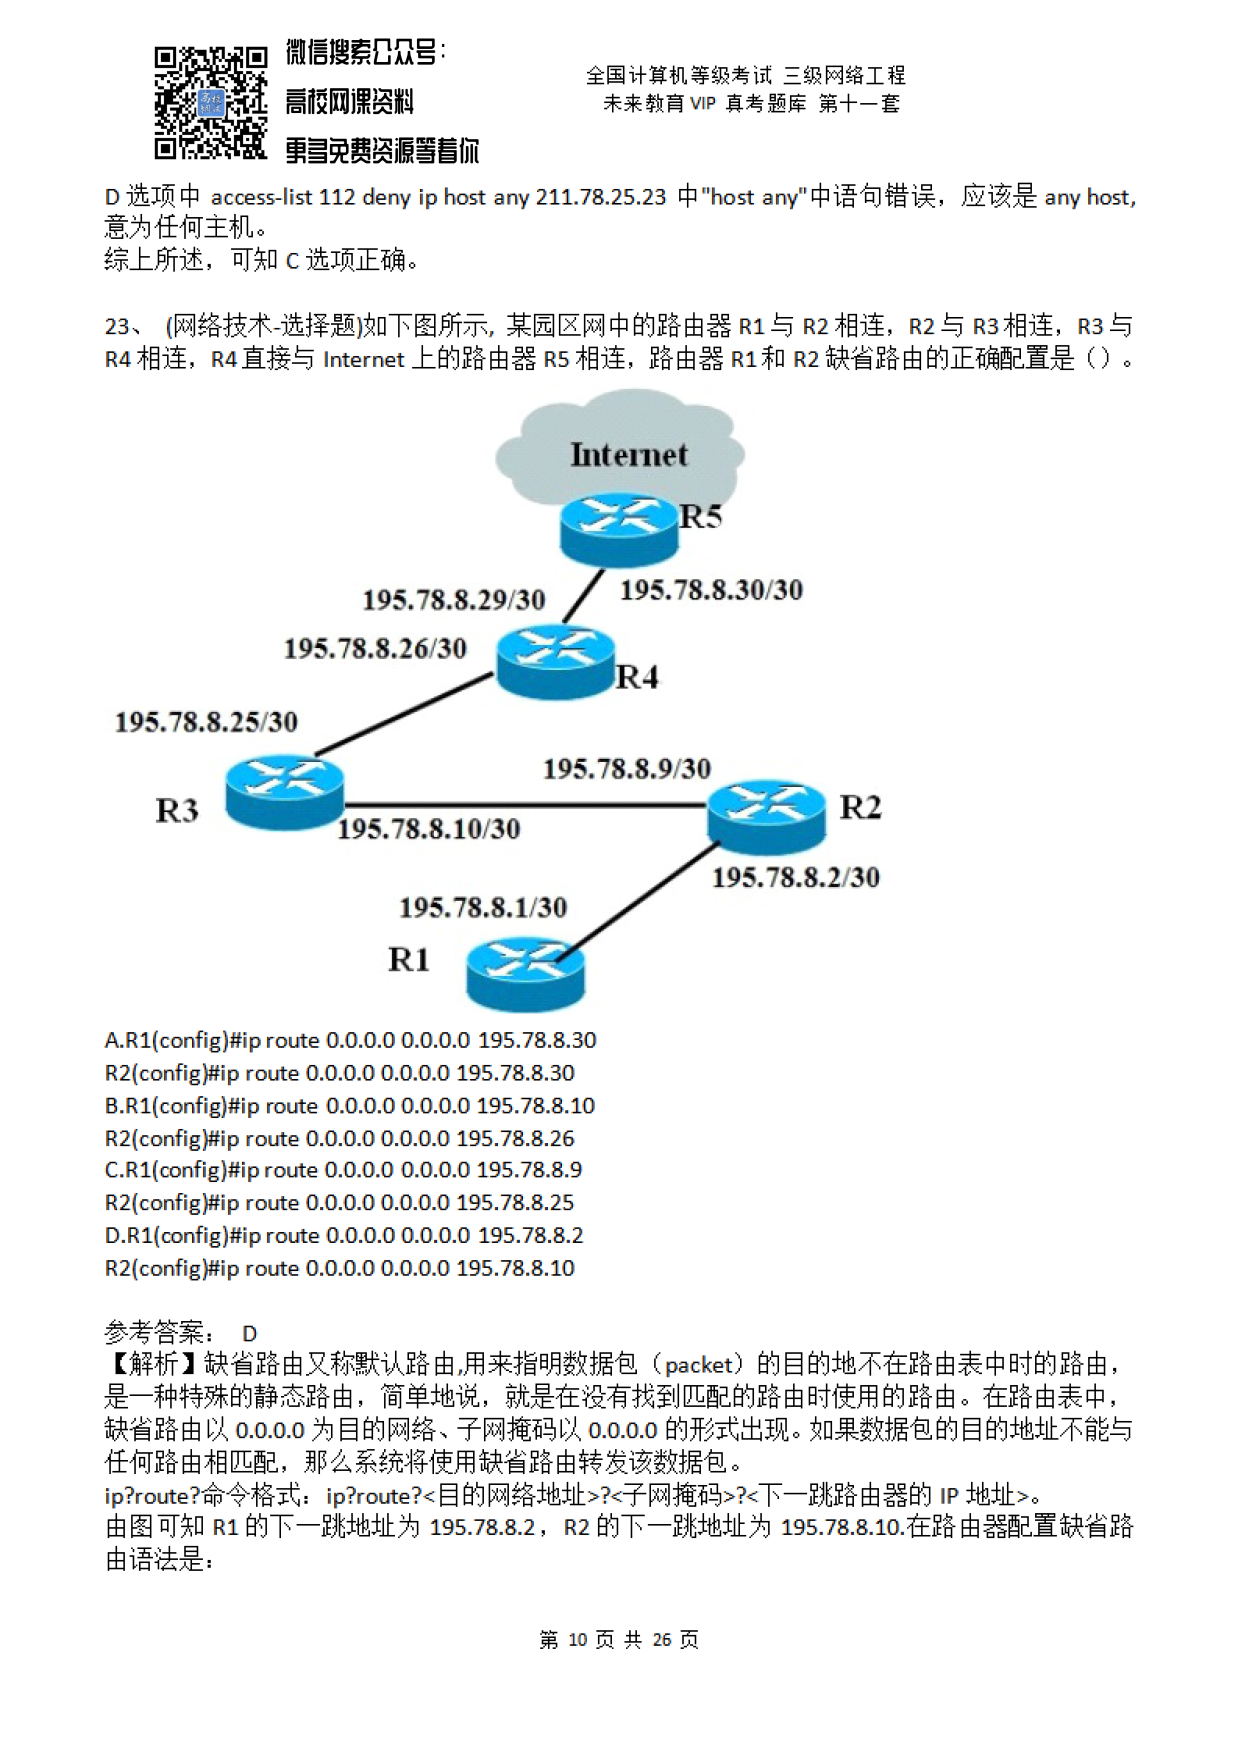 微信搜索公众号：
高校网课资料
更多免费资源等着你
全国计算机等级考试 三级网络工程
未来教育 VIP 真考题库 第十一套
D 选项中 access-list 112 deny ip host any 211.78.25.23 中"host any"中语句错误，应该是 any host,
意为任何主机。
综上所述，可知 C 选项正确。
23、 (网络技术-选择题)如下图所示, 某园区网中的路由器 R1 与 R2 相连，R2 与 R3 相连，R3 与
R4 相连，R4 直接与 Internet 上的路由器 R5 相连，路由器 R1 和 R2 缺省路由的正确配置是（）。
Internet
R5
195.78.8.29/30
195.78.8.30/30
195.78.8.26/30
R4
195.78.8.25/30
195.78.8.9/30
R3
R2
195.78.8.10/30
195.78.8.2/30
195.78.8.1/30
R1
A.R1(config)#ip route 0.0.0.0 0.0.0.0 195.78.8.30
R2(config)#ip route 0.0.0.0 0.0.0.0 195.78.8.30
B.R1(config)#ip route 0.0.0.0 0.0.0.0 195.78.8.10
R2(config)#ip route 0.0.0.0 0.0.0.0 195.78.8.26
C.R1(config)#ip route 0.0.0.0 0.0.0.0 195.78.8.9
R2(config)#ip route 0.0.0.0 0.0.0.0 195.78.8.25
D.R1(config)#ip route 0.0.0.0 0.0.0.0 195.78.8.2
R2(config)#ip route 0.0.0.0 0.0.0.0 195.78.8.10
参考答案： D
【解析】缺省路由又称默认路由,用来指明数据包（packet）的目的地不在路由表中时的路由，
是一种特殊的静态路由，简单地说，就是在没有找到匹配的路由时使用的路由。在路由表中，
缺省路由以 0.0.0.0 为目的网络、子网掩码以 0.0.0.0 的形式出现。如果数据包的目的地址不能与
任何路由相匹配，那么系统将使用缺省路由转发该数据包。
ip?route?命令格式：ip?route?<目的网络地址>?<子网掩码>?<下一跳路由器的 IP 地址>。
由图可知 R1 的下一跳地址为 195.78.8.2，R2 的下一跳地址为 195.78.8.10.在路由器配置缺省路
由语法是：
第 10 页 共 26 页